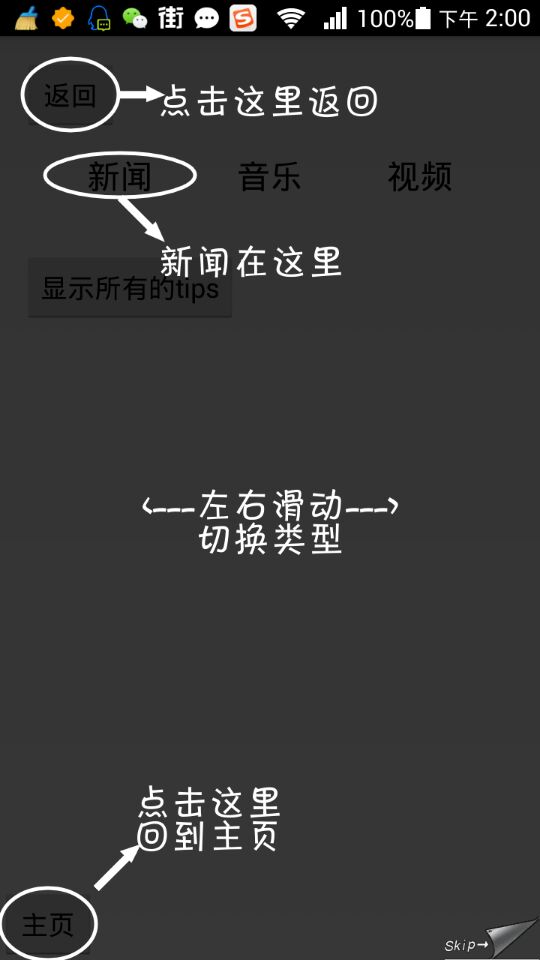 街 100% 下午 2:00
返回 点击这里返回
新闻 音乐 视频
新闻在这里
显示所有的tips
<---左右滑动--->
切换类型
点击这里
回到主页
主页
Skip→